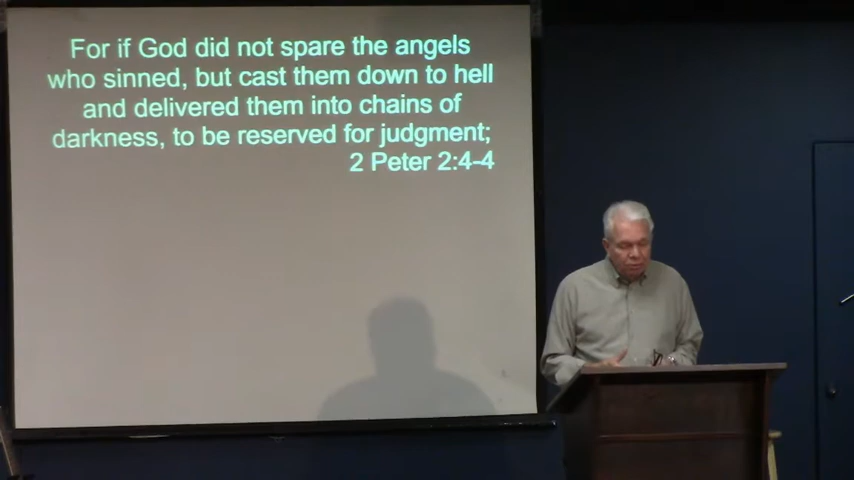 For if God did not spare the angels
who sinned, but cast them down to hell
and delivered them into chains of
darkness, to be reserved for judgment;
2 Peter 2:4-4